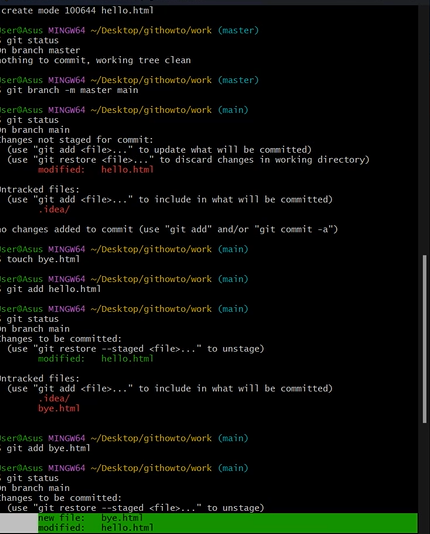 create mode 100644 hello.html
User@Asus MINGW64 ~/Desktop/githowto/work (master)
$ git status
On branch master
nothing to commit, working tree clean
User@Asus MINGW64 ~/Desktop/githowto/work (master)
$ git branch -m master main
User@Asus MINGW64 ~/Desktop/githowto/work (main)
$ git status
On branch main
Changes not staged for commit:
(use "git add <file>..." to update what will be committed)
(use "git restore <file>..." to discard changes in working directory)
modified: hello.html
Untracked files:
(use "git add <file>..." to include in what will be committed)
.idea/
no changes added to commit (use "git add" and/or "git commit -a")
User@Asus MINGW64 ~/Desktop/githowto/work (main)
$ touch bye.html
User@Asus MINGW64 ~/Desktop/githowto/work (main)
$ git add hello.html
User@Asus MINGW64 ~/Desktop/githowto/work (main)
$ git status
On branch main
Changes to be committed:
(use "git restore --staged <file>..." to unstage)
modified: hello.html
Untracked files:
(use "git add <file>..." to include in what will be committed)
.idea/
bye.html
User@Asus MINGW64 ~/Desktop/githowto/work (main)
$ git add bye.html
User@Asus MINGW64 ~/Desktop/githowto/work (main)
$ git status
On branch main
Changes to be committed:
(use "git restore --staged <file>..." to unstage)
new file: bye.html
modified: hello.html